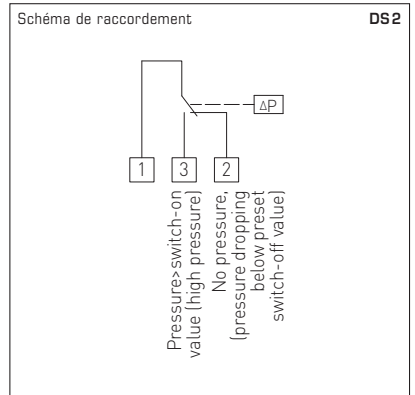 Schéma de raccordement
DS2
ΔP
1
3
2
Pressure>switch-on
value (high pressure)
No pressure,
(pressure dropping
below preset
switch-off value)